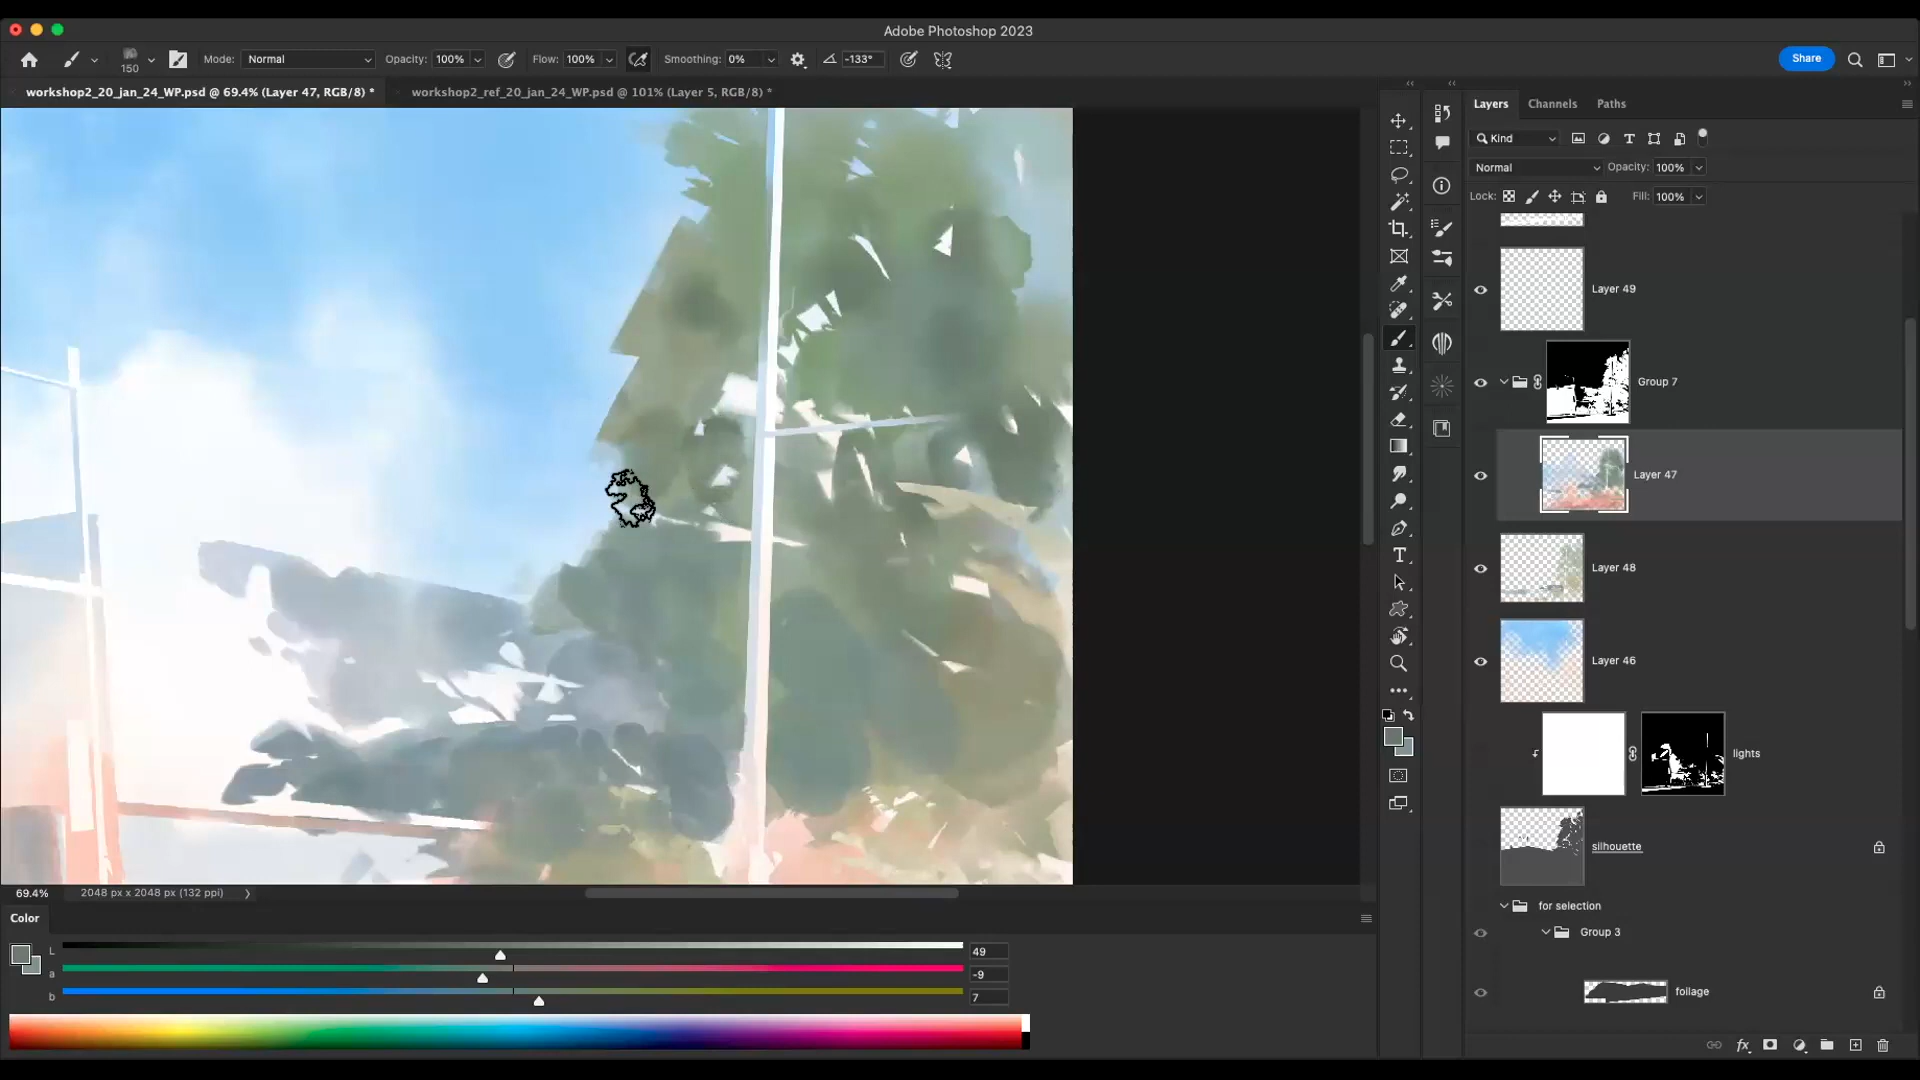 Adobe Photoshop 2023
150
Mode: Normal
Opacity: 100%
Flow: 100%
Smoothing: 0%
-133°
Share
workshop2_20_jan_24_WP.psd @ 69.4% (Layer 47, RGB/8) *
workshop2_ref_20_jan_24_WP.psd @ 101% (Layer 5, RGB/8) *
Layers
Channels
Paths
Kind
Normal
Opacity: 100%
Lock:
Fill: 100%
Layer 49
Group 7
Layer 47
Layer 48
Layer 46
lights
silhouette
for selection
Group 3
follage
69.4%
2048 px x 2048 px (132 ppi)
Color
L
49
a
-9
b
7